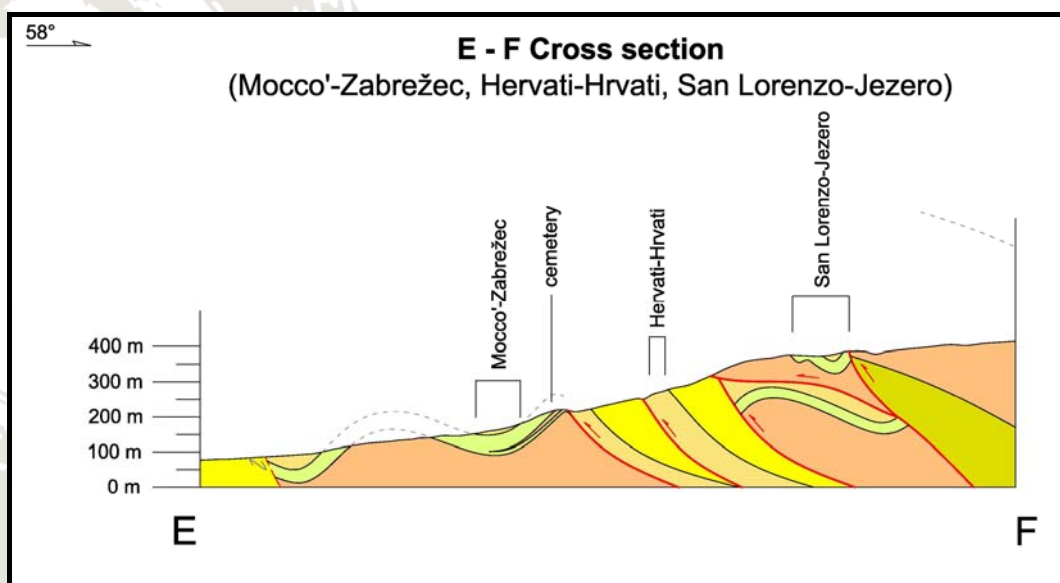 58°
E - F Cross section
(Mocco'-Zabrežec, Hervati-Hrvati, San Lorenzo-Jezero)
Mocco'-Zabrežec
cemetery
Hervati-Hrvati
San Lorenzo-Jezero
400 m
300 m
200 m
100 m
0 m
E
F